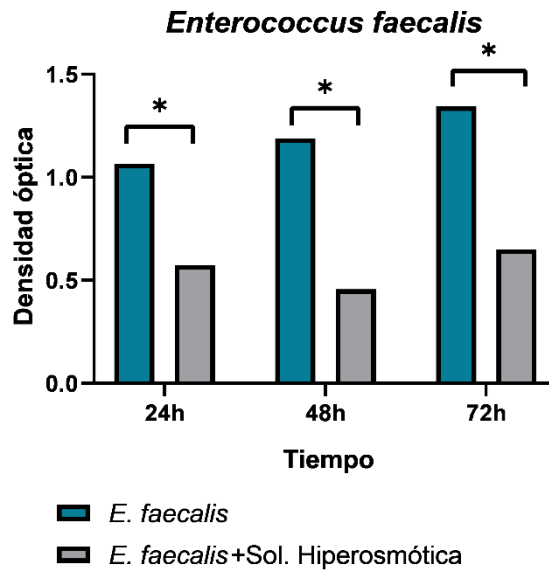 Enterococcus faecalis
Densidad óptica
1.5
1.0
0.5
0.0
*
*
*
24h
48h
72h
Tiempo
E. faecalis
E. faecalis+Sol. Hiperosmótica